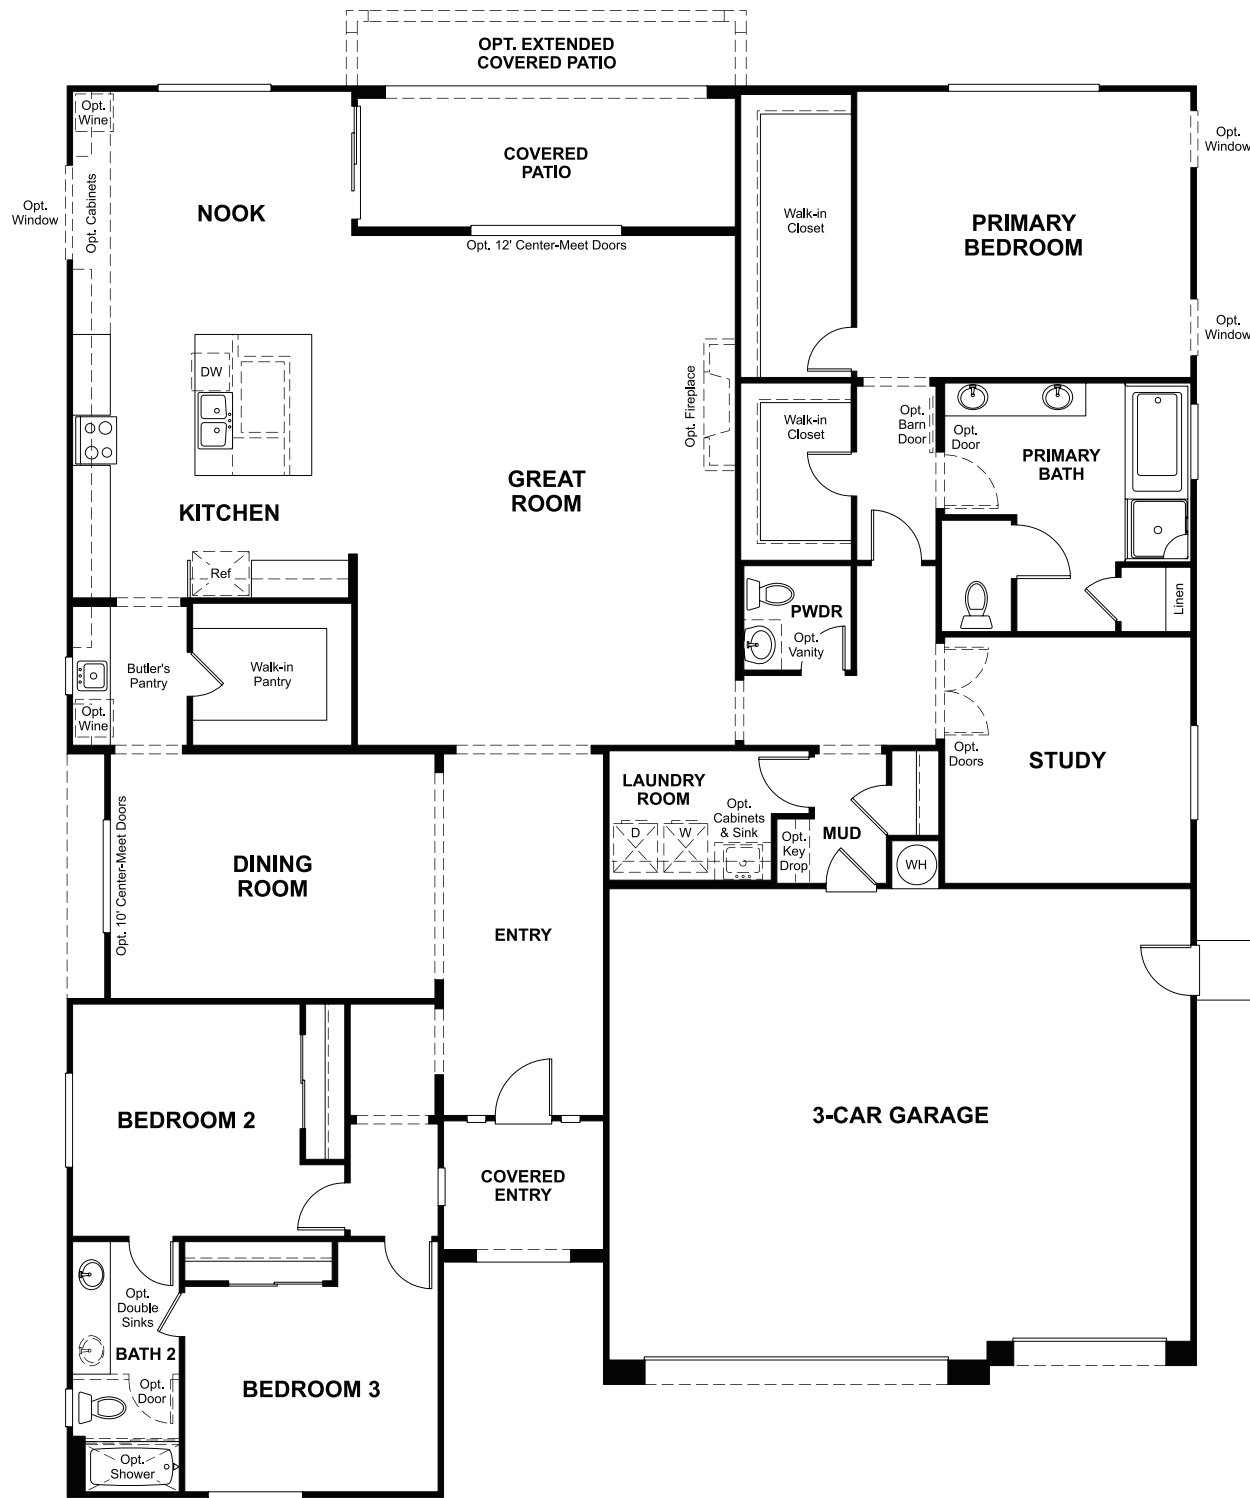 OPT. EXTENDED
COVERED PATIO
Opt.
Wine
COVERED
PATIO
Opt.
Window
Opt.
Window
Opt. Cabinets
NOOK
Walk-in
Closet
PRIMARY
BEDROOM
Opt. 12' Center-Meet Doors
Opt.
Window
DW
Opt. Fireplace
Walk-in
Closet
Opt.
Barn
Door
Opt.
Door
PRIMARY
BATH
GREAT
ROOM
KITCHEN
Ref
Linen
PWDR
Opt.
Vanity
Butler's
Pantry
Walk-in
Pantry
Opt.
Wine
Opt.
Doors
STUDY
LAUNDRY
ROOM
Opt.
Cabinets
& Sink
D
W
Opt.
Key
Drop
MUD
WH
Opt. 10' Center-Meet Doors
DINING
ROOM
ENTRY
BEDROOM 2
3-CAR GARAGE
COVERED
ENTRY
Opt.
Double
Sinks
BATH 2
Opt.
Door
BEDROOM 3
Opt.
Shower